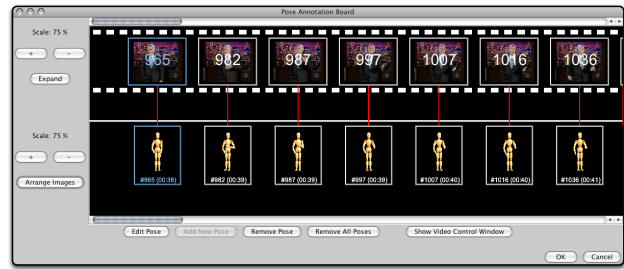 Pose Annotation Board
Scale: 75 %
+ -
Expand
965 982 987 997 1007 1016 1036
Scale: 75 %
+ -
Arrange Images
#965 (00:38) #982 (00:39) #987 (00:39) #997 (00:39) #1007 (00:40) #1016 (00:40) #1036 (00:41)
Edit Pose Add New Pose Remove Pose Remove All Poses Show Video Control Window
OK Cancel